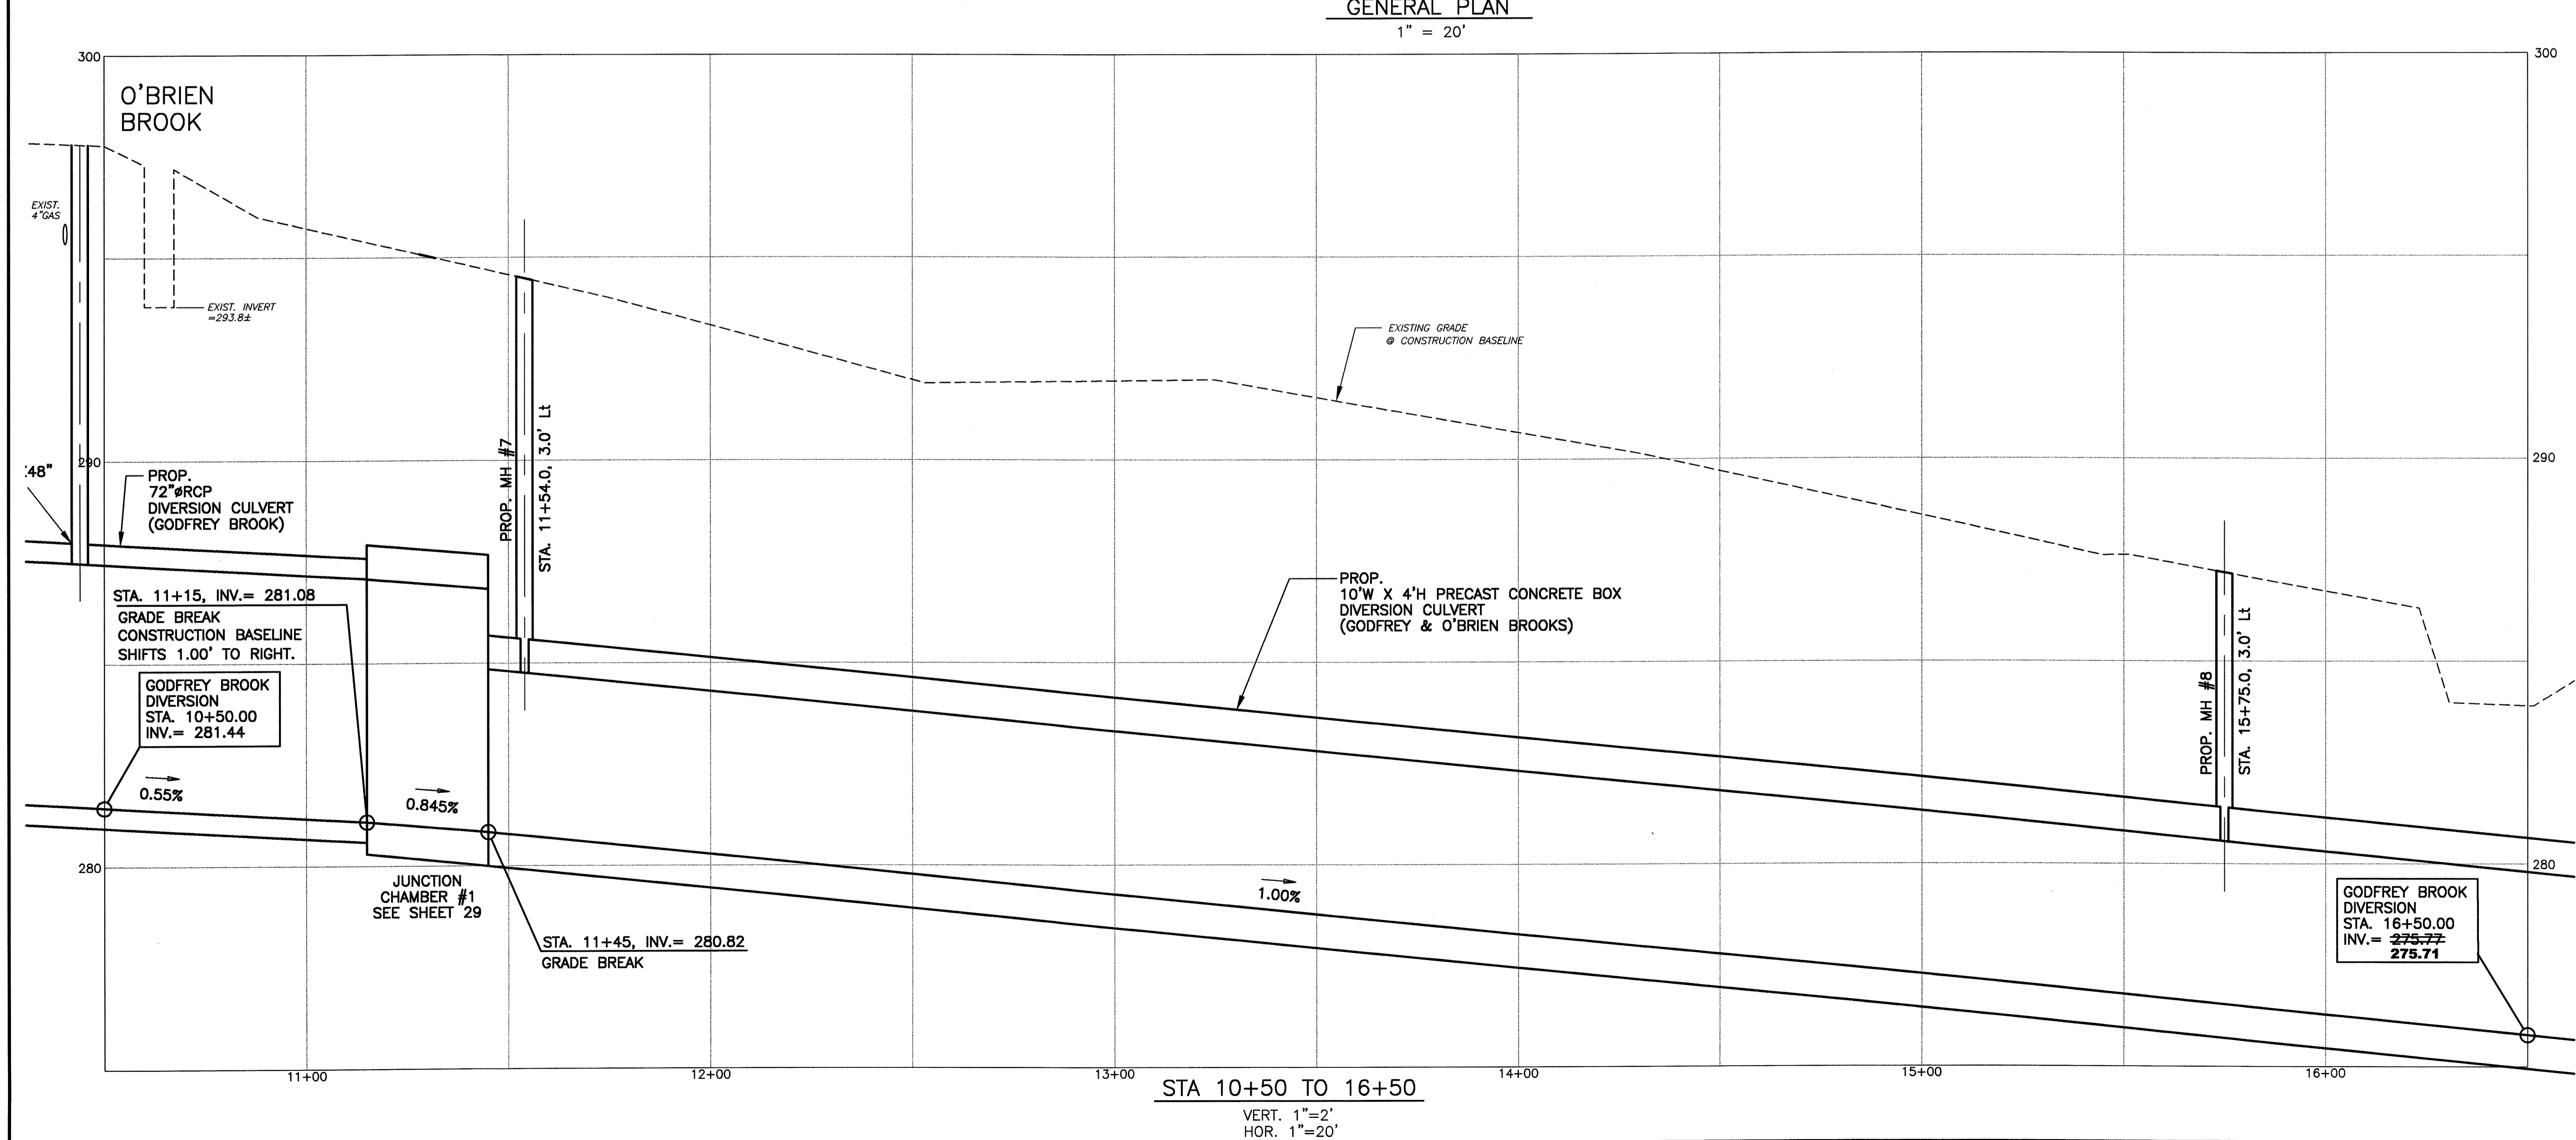 GENERAL PLAN
1" = 20'
300
300
O'BRIEN
BROOK
EXIST.
4"GAS
EXIST. INVERT
=293.8±
EXISTING GRADE
@ CONSTRUCTION BASELINE
PROP. MH #7
STA. 11+54.0, 3.0' Lt
:48"
290
290
PROP.
72"øRCP
DIVERSION CULVERT
(GODFREY BROOK)
STA. 11+15, INV.= 281.08
GRADE BREAK
CONSTRUCTION BASELINE
SHIFTS 1.00' TO RIGHT.
GODFREY BROOK
DIVERSION
STA. 10+50.00
INV.= 281.44
0.55%
0.845%
PROP.
10'W X 4'H PRECAST CONCRETE BOX
DIVERSION CULVERT
(GODFREY & O'BRIEN BROOKS)
PROP. MH #8
STA. 15+75.0, 3.0' Lt
280
280
JUNCTION
CHAMBER #1
SEE SHEET 29
1.00%
STA. 11+45, INV.= 280.82
GRADE BREAK
GODFREY BROOK
DIVERSION
STA. 16+50.00
INV.= 275.77
275.71
11+00
12+00
13+00
14+00
15+00
16+00
STA 10+50 TO 16+50
VERT. 1"=2'
HOR. 1"=20'